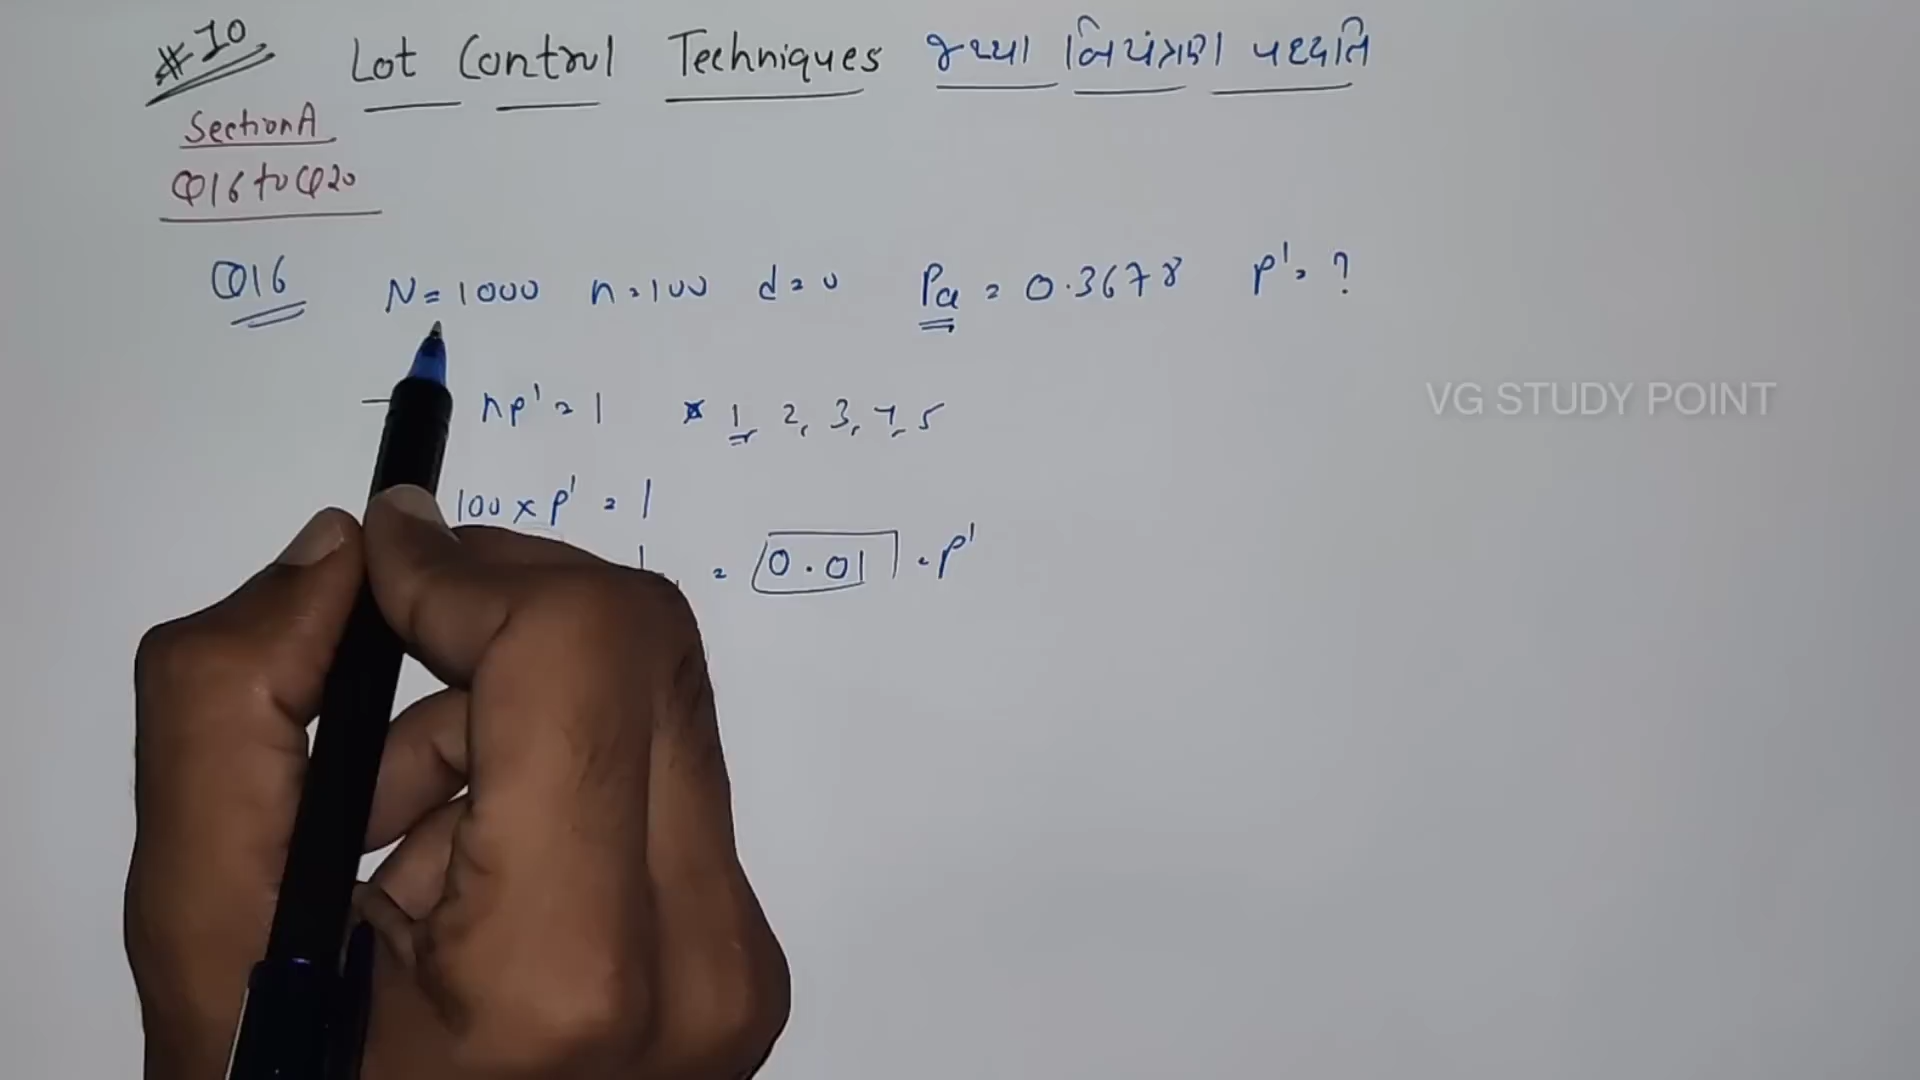 #10 Lot Control Techniques જથ્થા નિયંત્રણ પધ્ધતિ
Section A
Q16 to Q20
Q16 N = 1000 n = 100 d = 0 Pa = 0.3678 p' = ?
np' = 1 * 1, 2, 3, 4, 5
100 x p' = 1
= 0.01 = p'
VG STUDY POINT